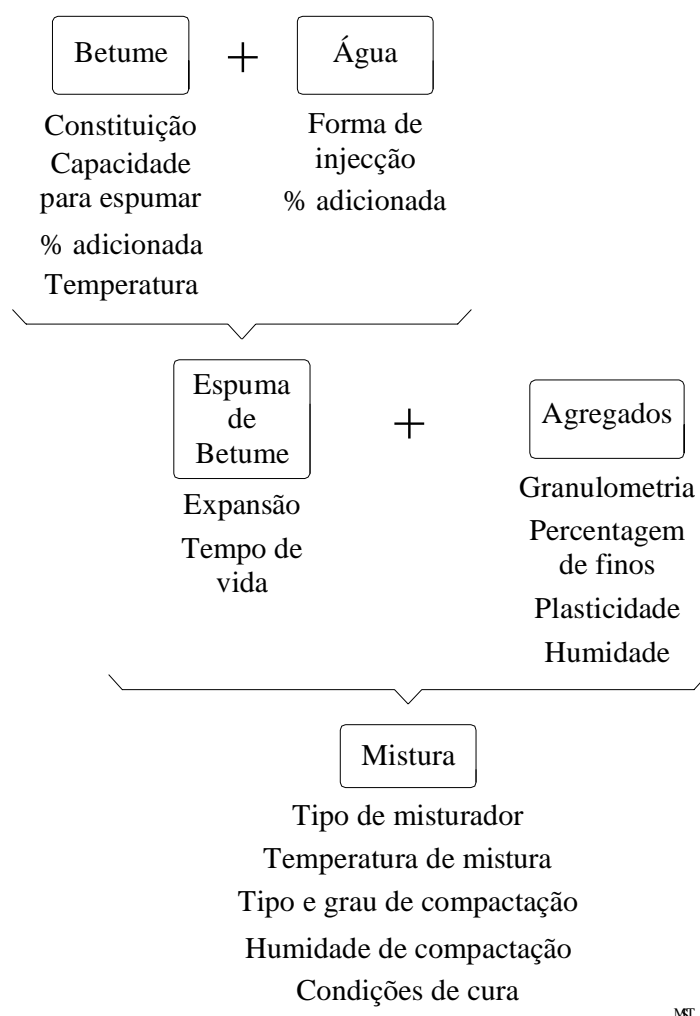 Betume + Água
Constituição
Capacidade
para espumar
% adicionada
Temperatura
Forma de
injecção
% adicionada
Espuma
de
Betume
+
Agregados
Expansão
Tempo de
vida
Granulometria
Percentagem
de finos
Plasticidade
Humidade
Mistura
Tipo de misturador
Temperatura de mistura
Tipo e grau de compactação
Humidade de compactação
Condições de cura